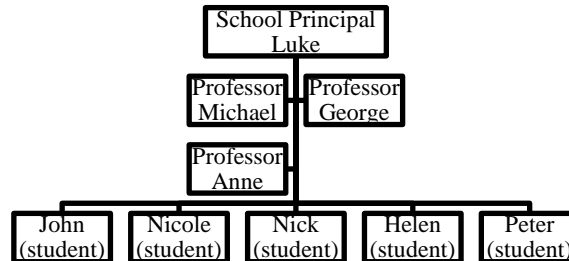 School Principal
Luke
Professor
Michael
Professor
George
Professor
Anne
John
(student)
Nicole
(student)
Nick
(student)
Helen
(student)
Peter
(student)